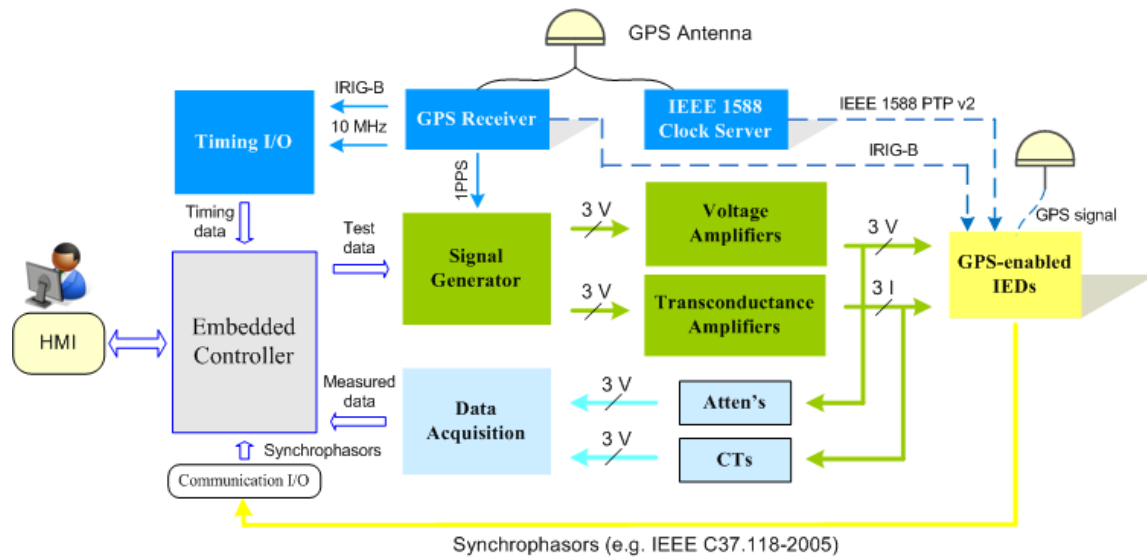 GPS Antenna
IRIG-B
10 MHz
Timing I/O
GPS Receiver
IEEE 1588
Clock Server
IEEE 1588 PTP v2
IRIG-B
1PPS
GPS signal
Timing
data
Test
data
3 V
3 V
Signal
Generator
Voltage
Amplifiers
Transconductance
Amplifiers
3 V
3 I
GPS-enabled
IEDs
HMI
Embedded
Controller
Measured
data
Data
Acquisition
3 V
3 V
Atten's
CTs
Synchrophasors
Communication I/O
Synchrophasors (e.g. IEEE C37.118-2005)